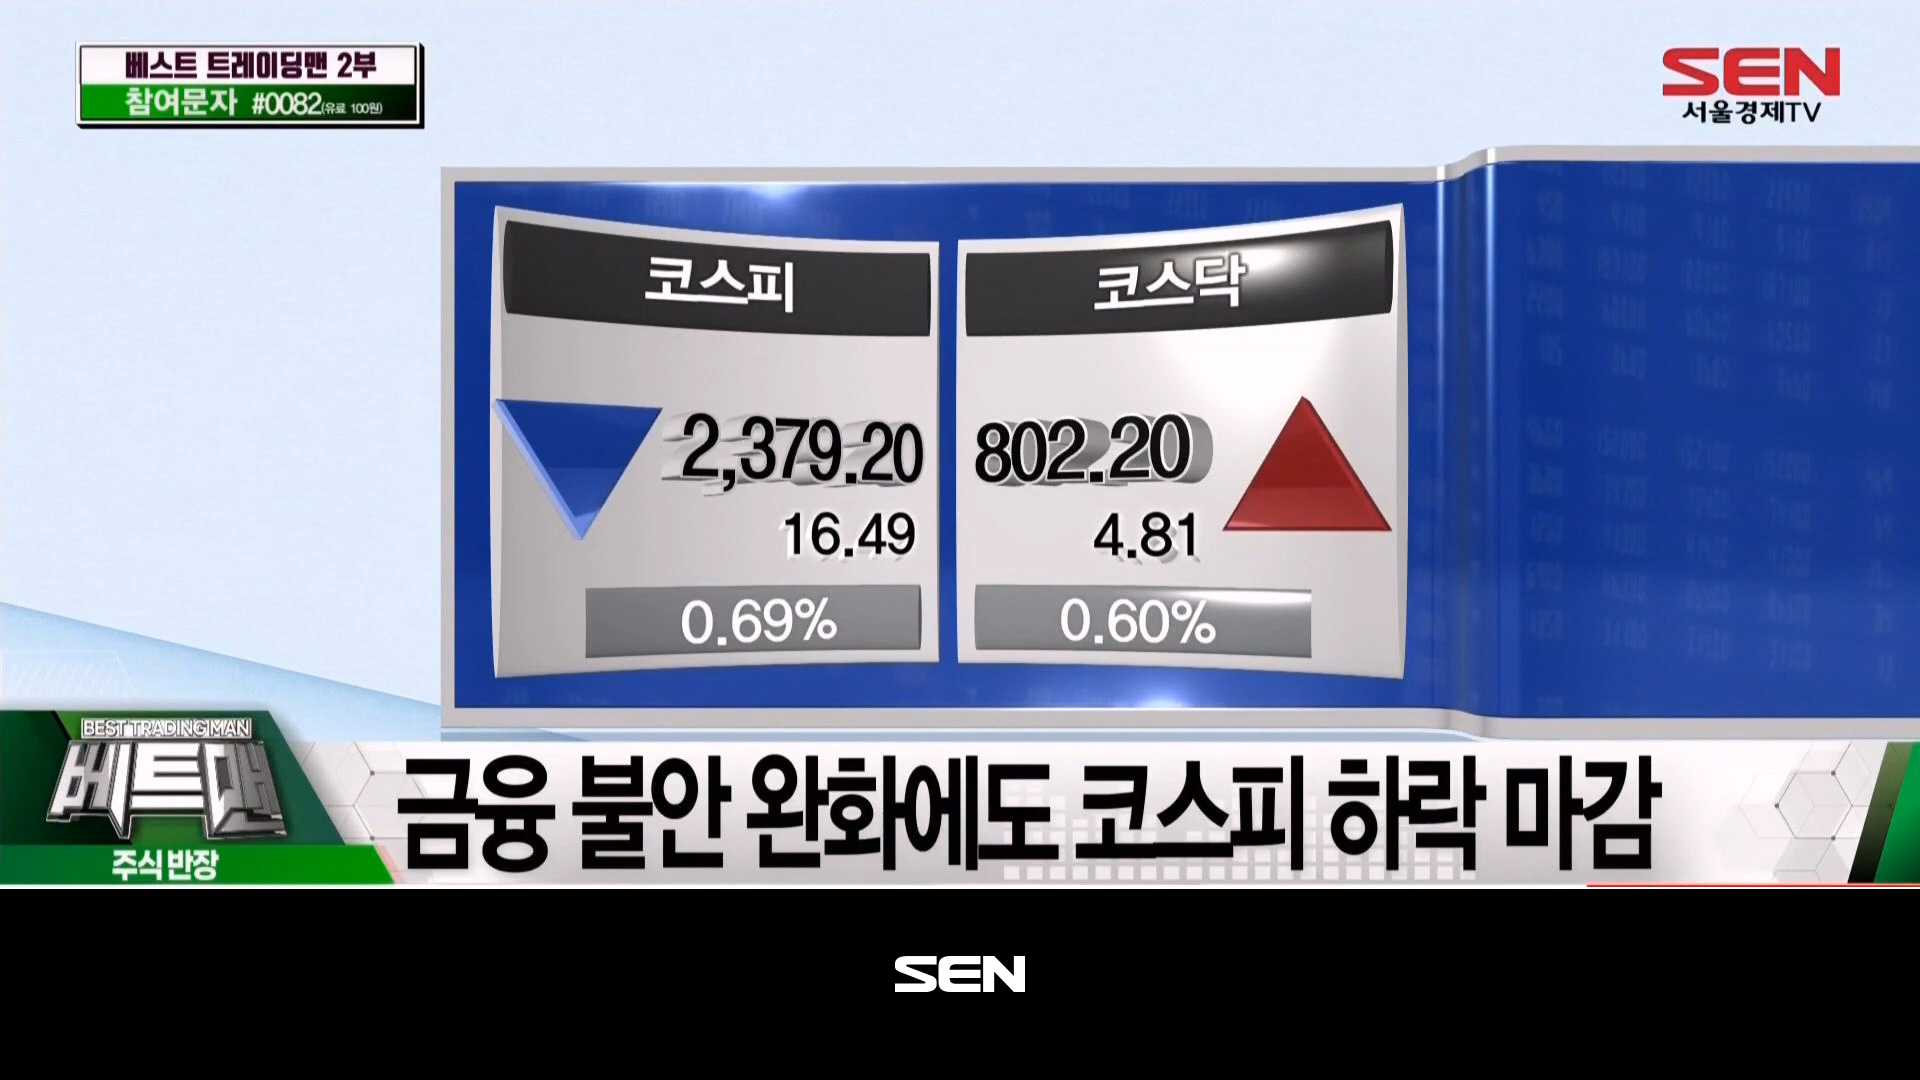 베스트 트레이딩맨 2부
참여문자 #0082(유료 100원)
SEN
서울경제TV
코스피
2,379.20
16.49
0.69%
코스닥
802.20
4.81
0.60%
BEST TRADING MAN
베트맨
주식 반장
금융 불안 완화에도 코스피 하락 마감
SEN